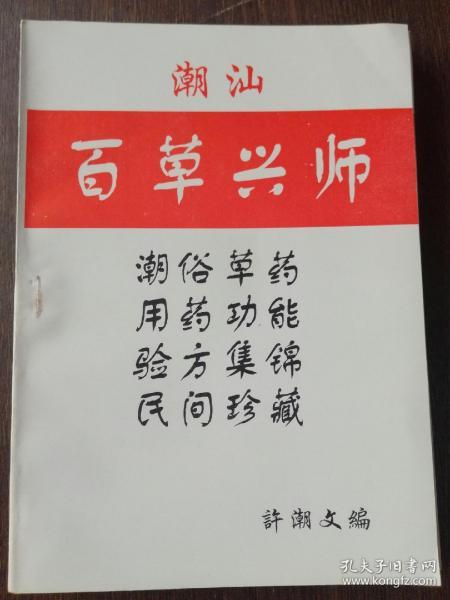 潮汕
百草兴师
潮俗草药
用药功能
验方集锦
民间珍藏
許潮文編
孔夫子旧书网
www.kongfz.com